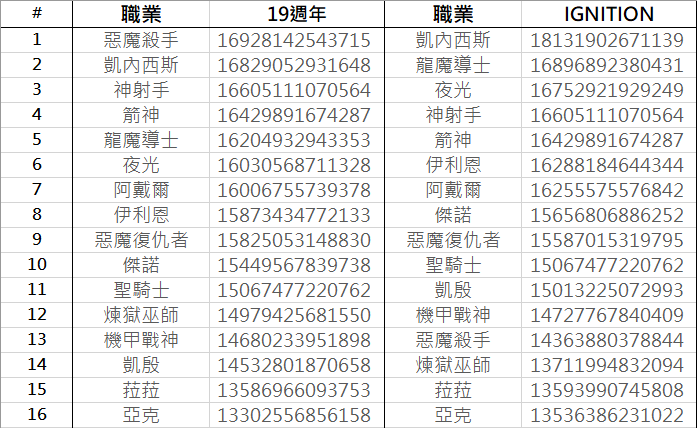 # 職業 19週年 職業 IGNITION
1 惡魔殺手 16928142543715 凱內西斯 18131902671139
2 凱內西斯 16829052931648 龍魔導士 16896892380431
3 神射手 16605111070564 夜光 16752921929249
4 箭神 16429891674287 神射手 16605111070564
5 龍魔導士 16204932943353 箭神 16429891674287
6 夜光 16030568711328 伊利恩 16288184644344
7 阿戴爾 16006755739378 阿戴爾 16255575576842
8 伊利恩 15873434772133 傑諾 15656806886252
9 惡魔復仇者 15825053148830 惡魔復仇者 15587015319795
10 傑諾 15449567839738 聖騎士 15067477220762
11 聖騎士 15067477220762 凱殷 15013225072993
12 煉獄巫師 14979425681550 機甲戰神 14727767840409
13 機甲戰神 14680233951898 惡魔殺手 14363880378844
14 凱殷 14532801870658 煉獄巫師 13711994832094
15 菈菈 13586966093753 菈菈 13593990745808
16 亞克 13302556856158 亞克 13536386231022